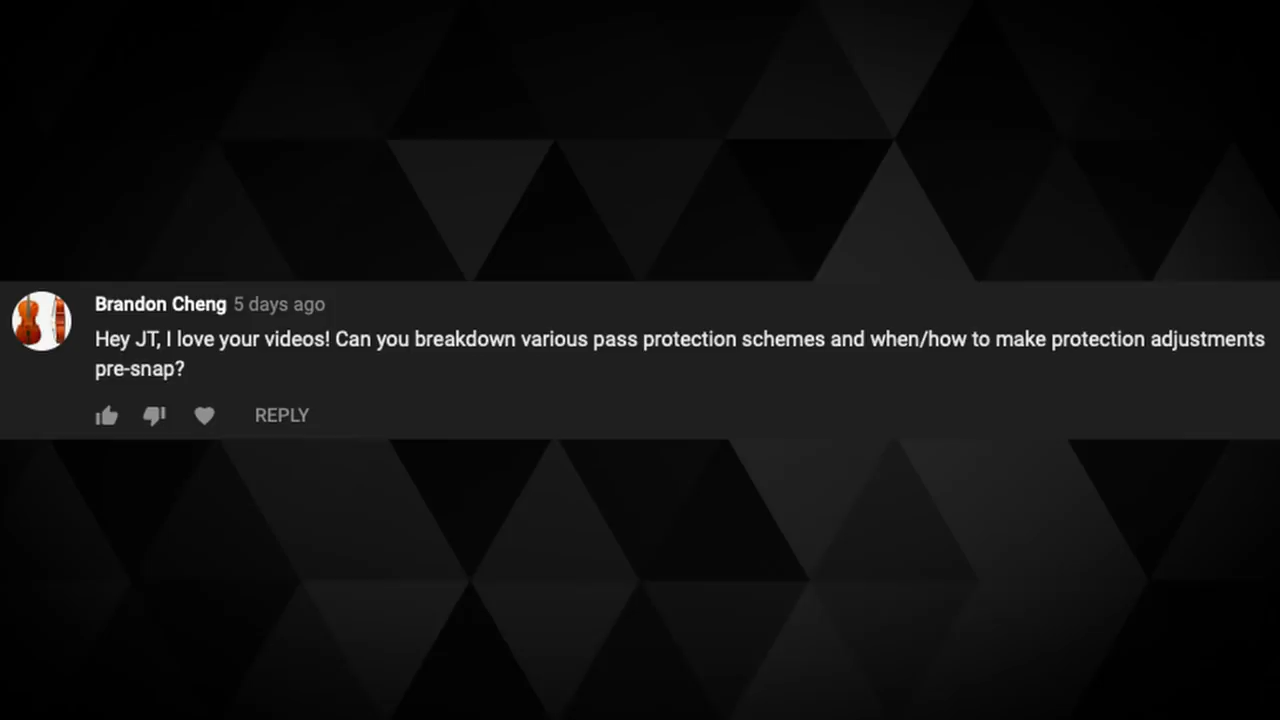 Brandon Cheng 5 days ago
Hey JT, I love your videos! Can you breakdown various pass protection schemes and when/how to make protection adjustments
pre-snap?
REPLY